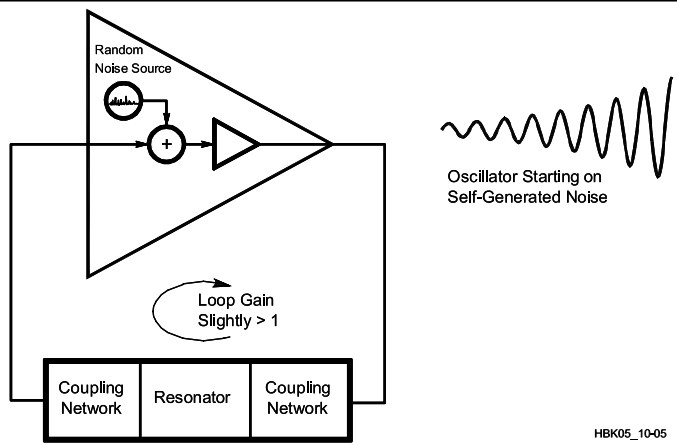 Random
Noise Source
+
Oscillator Starting on
Self-Generated Noise
Loop Gain
Slightly > 1
Coupling
Network
Resonator
Coupling
Network
HBK05_10-05